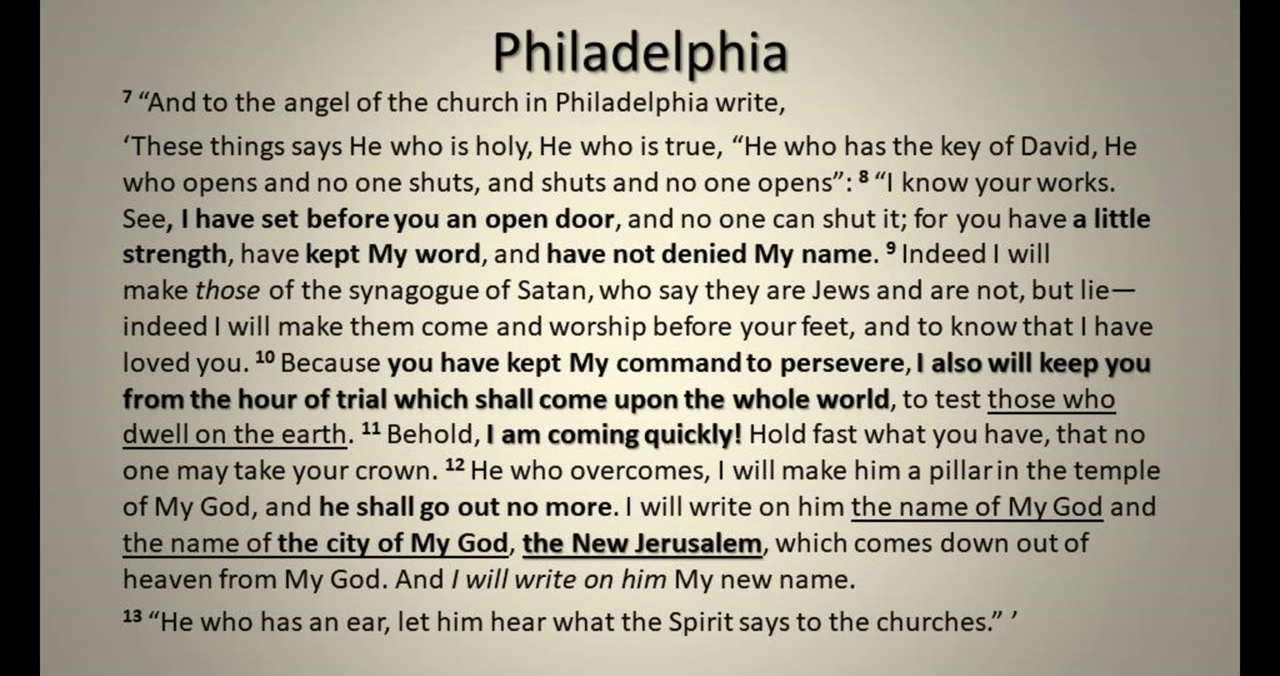 Philadelphia
7 “And to the angel of the church in Philadelphia write,
‘These things says He who is holy, He who is true, “He who has the key of David, He
who opens and no one shuts, and shuts and no one opens”: 8 “I know your works.
See, I have set before you an open door, and no one can shut it; for you have a little
strength, have kept My word, and have not denied My name. 9 Indeed I will
make those of the synagogue of Satan, who say they are Jews and are not, but lie—
indeed I will make them come and worship before your feet, and to know that I have
loved you. 10 Because you have kept My command to persevere, I also will keep you
from the hour of trial which shall come upon the whole world, to test those who
dwell on the earth. 11 Behold, I am coming quickly! Hold fast what you have, that no
one may take your crown. 12 He who overcomes, I will make him a pillar in the temple
of My God, and he shall go out no more. I will write on him the name of My God and
the name of the city of My God, the New Jerusalem, which comes down out of
heaven from My God. And I will write on him My new name.
13 “He who has an ear, let him hear what the Spirit says to the churches.” ’